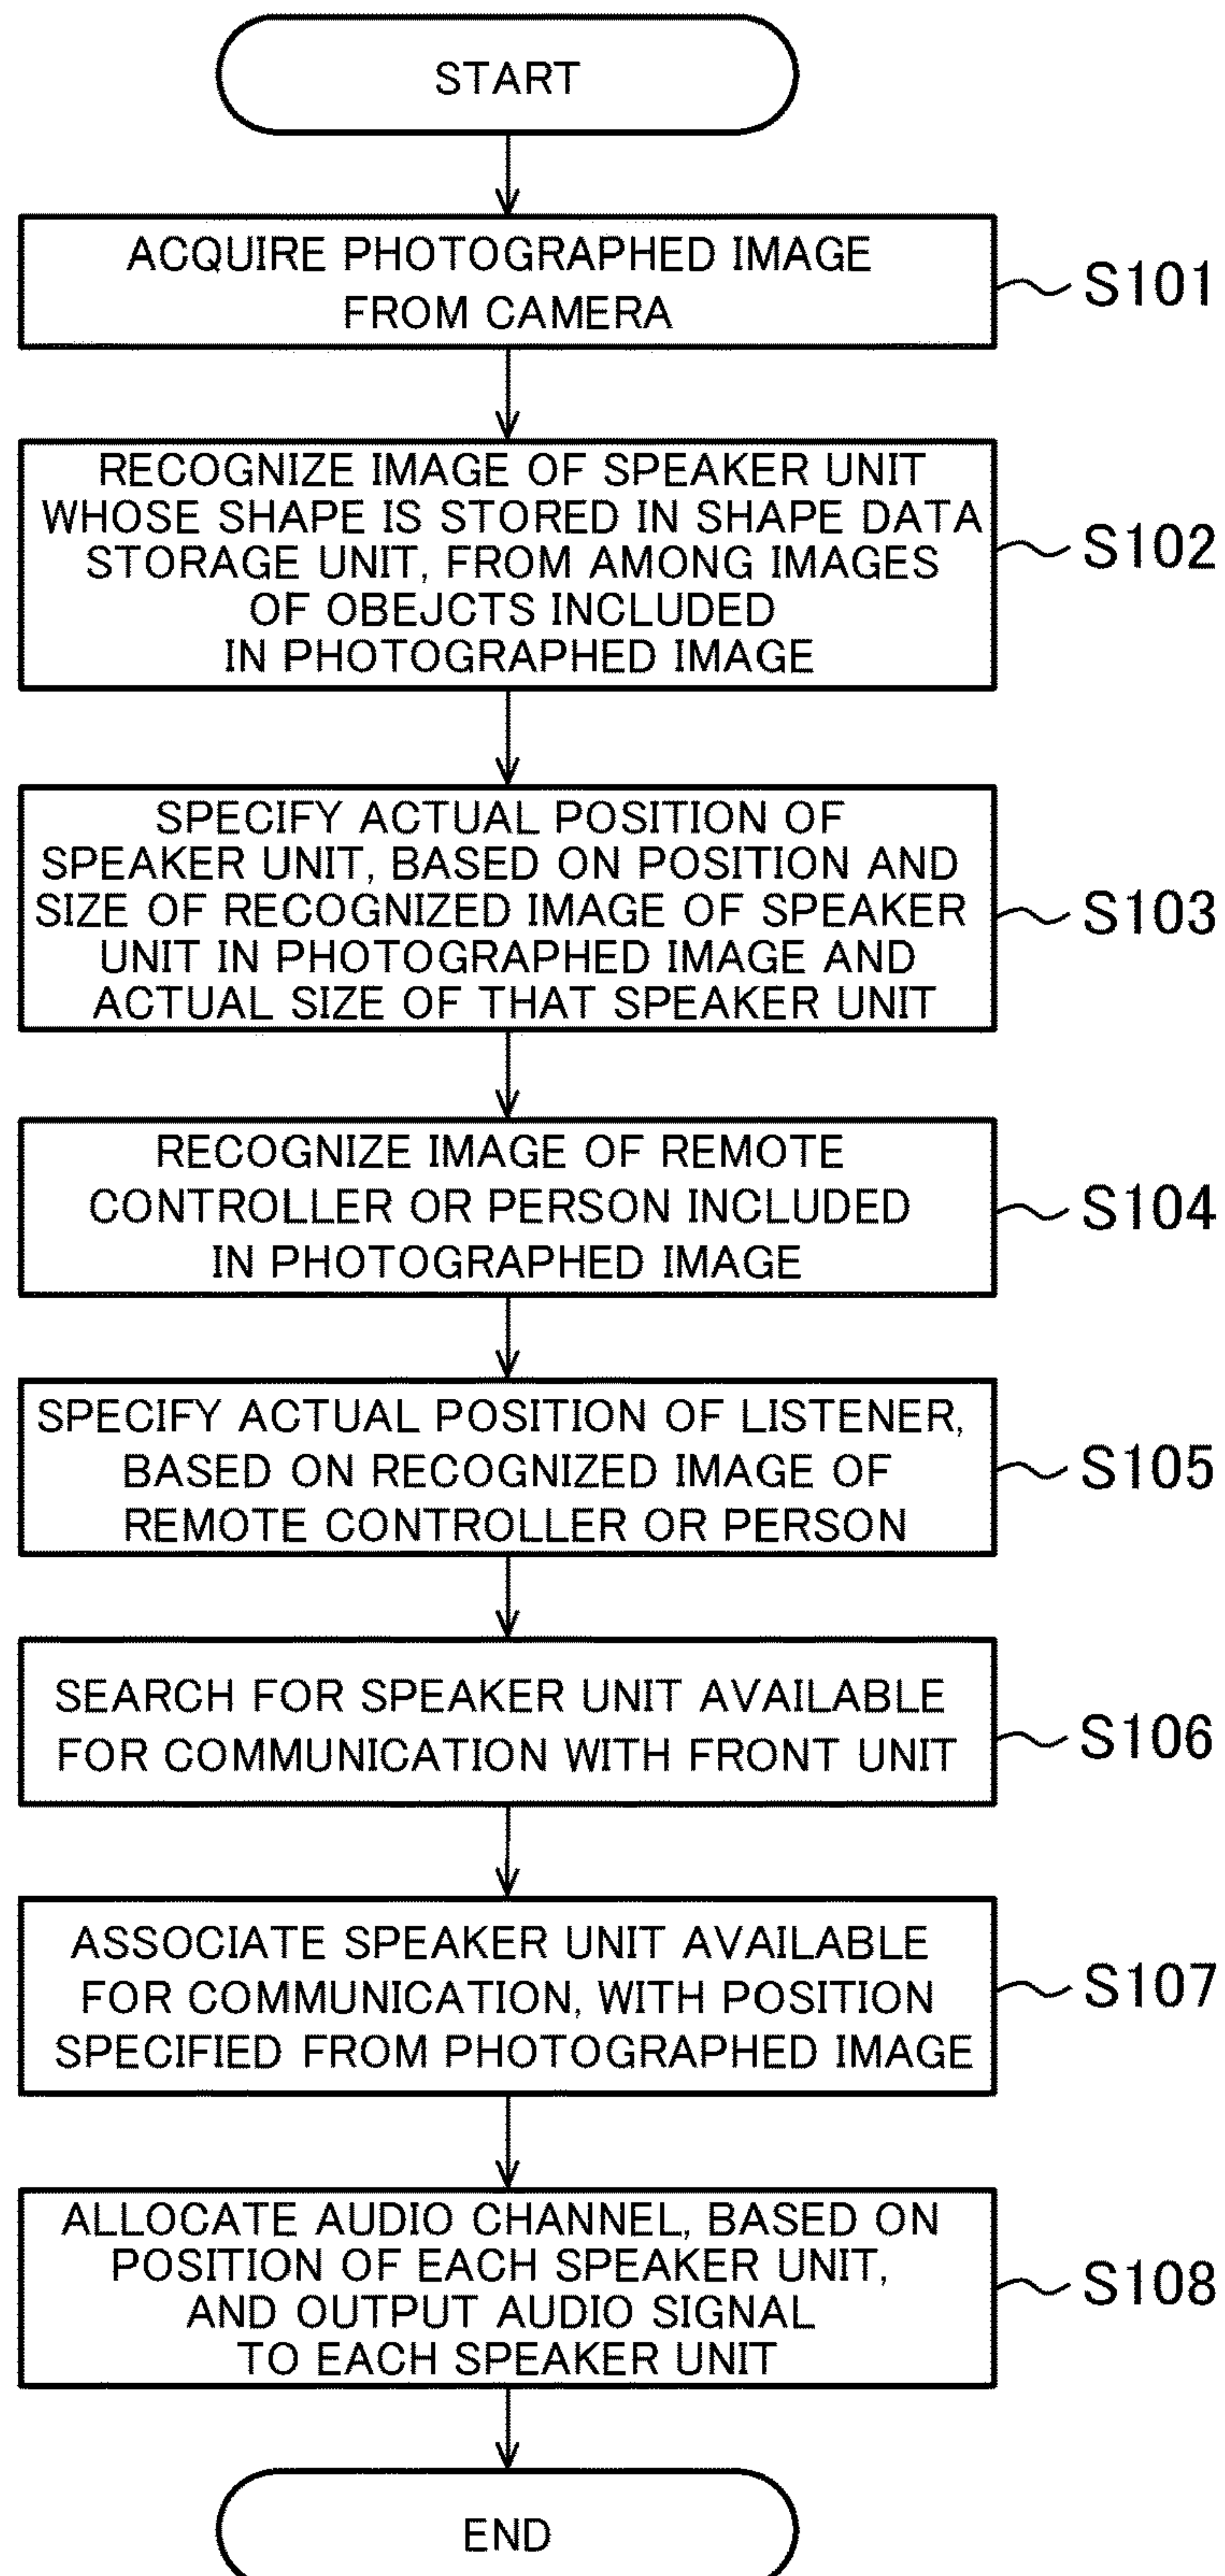 START
ACQUIRE PHOTOGRAPHED IMAGE
FROM CAMERA
S101
RECOGNIZE IMAGE OF SPEAKER UNIT
WHOSE SHAPE IS STORED IN SHAPE DATA
STORAGE UNIT, FROM AMONG IMAGES
OF OBEJCTS INCLUDED
IN PHOTOGRAPHED IMAGE
S102
SPECIFY ACTUAL POSITION OF
SPEAKER UNIT, BASED ON POSITION AND
SIZE OF RECOGNIZED IMAGE OF SPEAKER
UNIT IN PHOTOGRAPHED IMAGE AND
ACTUAL SIZE OF THAT SPEAKER UNIT
S103
RECOGNIZE IMAGE OF REMOTE
CONTROLLER OR PERSON INCLUDED
IN PHOTOGRAPHED IMAGE
S104
SPECIFY ACTUAL POSITION OF LISTENER,
BASED ON RECOGNIZED IMAGE OF
REMOTE CONTROLLER OR PERSON
S105
SEARCH FOR SPEAKER UNIT AVAILABLE
FOR COMMUNICATION WITH FRONT UNIT
S106
ASSOCIATE SPEAKER UNIT AVAILABLE
FOR COMMUNICATION, WITH POSITION
SPECIFIED FROM PHOTOGRAPHED IMAGE
S107
ALLOCATE AUDIO CHANNEL, BASED ON
POSITION OF EACH SPEAKER UNIT,
AND OUTPUT AUDIO SIGNAL
TO EACH SPEAKER UNIT
S108
END